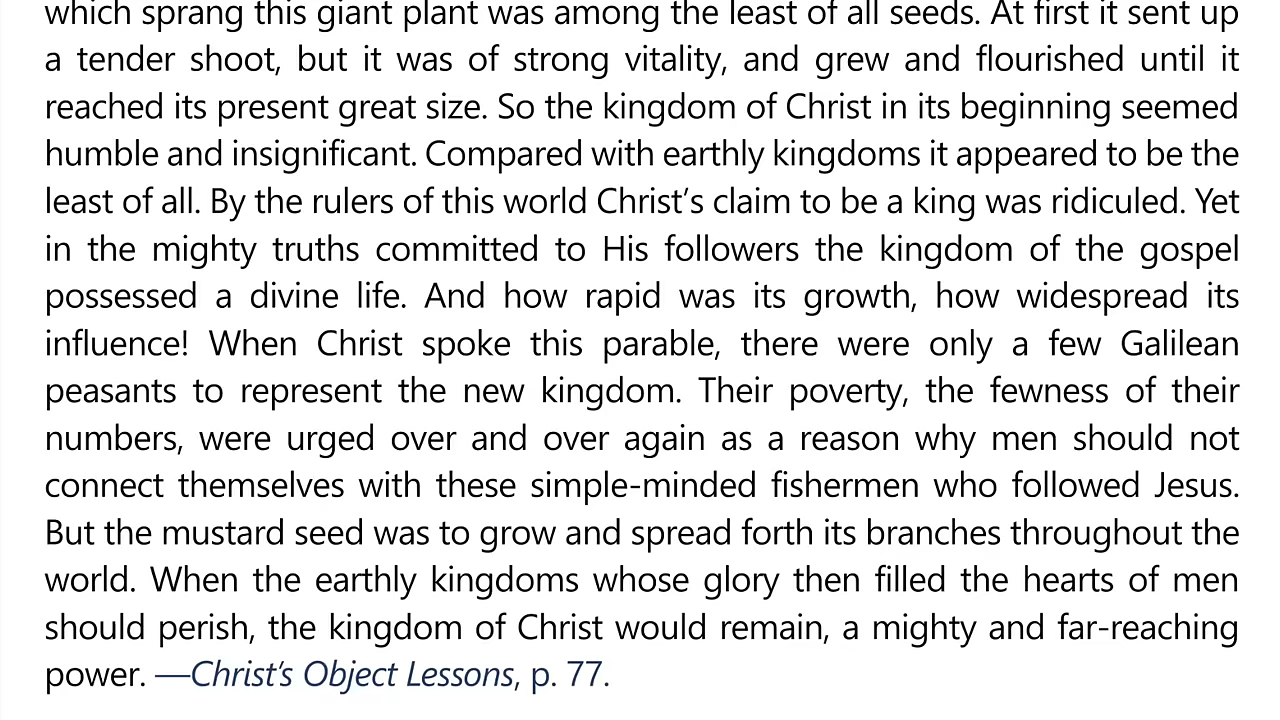 which sprang this giant plant was among the least of all seeds. At first it sent up
a tender shoot, but it was of strong vitality, and grew and flourished until it
reached its present great size. So the kingdom of Christ in its beginning seemed
humble and insignificant. Compared with earthly kingdoms it appeared to be the
least of all. By the rulers of this world Christ’s claim to be a king was ridiculed. Yet
in the mighty truths committed to His followers the kingdom of the gospel
possessed a divine life. And how rapid was its growth, how widespread its
influence! When Christ spoke this parable, there were only a few Galilean
peasants to represent the new kingdom. Their poverty, the fewness of their
numbers, were urged over and over again as a reason why men should not
connect themselves with these simple-minded fishermen who followed Jesus.
But the mustard seed was to grow and spread forth its branches throughout the
world. When the earthly kingdoms whose glory then filled the hearts of men
should perish, the kingdom of Christ would remain, a mighty and far-reaching
power. —Christ’s Object Lessons, p. 77.